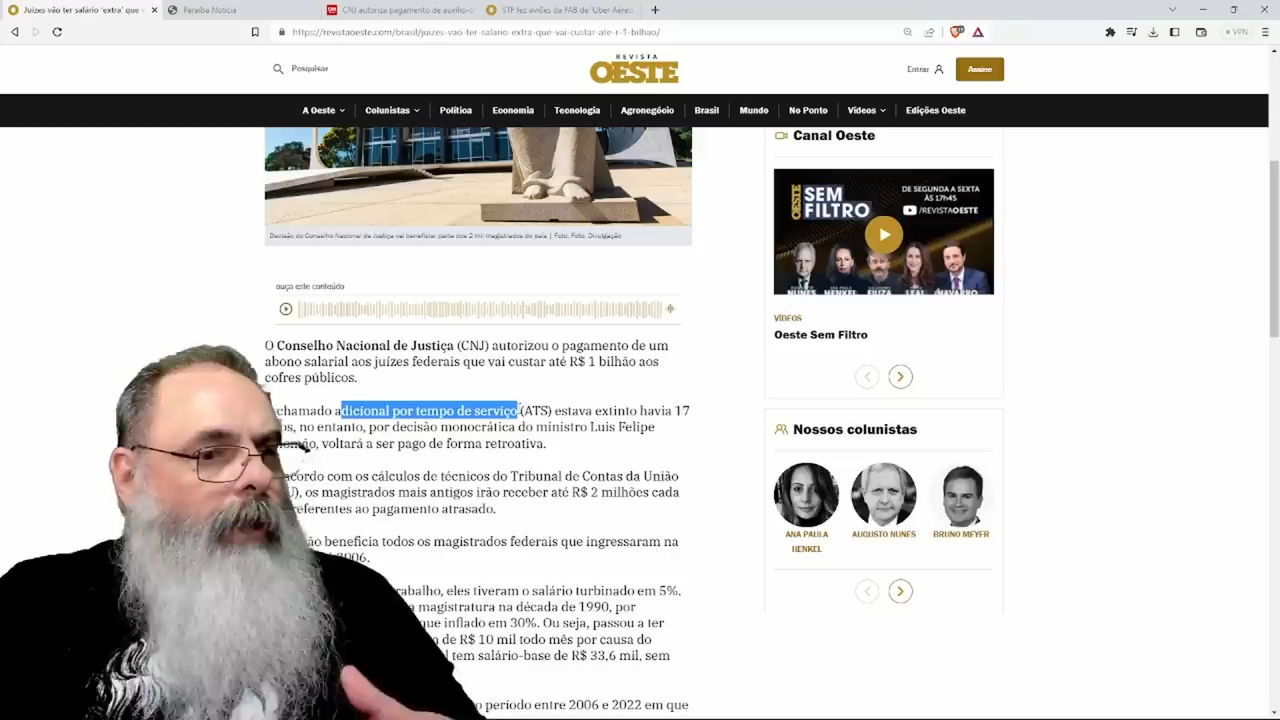 Juízes vão ter salário 'extra' que
Paraíba Notícia
CNJ autoriza pagamento de auxílio-
STF fez aviões da FAB de 'Uber Aéreo
https://revistaoeste.com/brasil/juizes-vao-ter-salario-extra-que-vai-custar-ate-r-1-bilhao/
VPN
Pesquisar
REVISTA
OESTE
Entrar
Assine
A Oeste
Colunistas
Política
Economia
Tecnologia
Agronegócio
Brasil
Mundo
No Ponto
Vídeos
Edições Oeste
Decisão do Conselho Nacional de Justiça vai beneficiar parte dos 2 mil magistrados do país | Foto: Foto: Divulgação
ouça este conteúdo
O Conselho Nacional de Justiça (CNJ) autorizou o pagamento de um
abono salarial aos juízes federais que vai custar até R$ 1 bilhão aos
cofres públicos.
chamado adicional por tempo de serviço (ATS) estava extinto havia 17
os, no entanto, por decisão monocrática do ministro Luis Felipe
omão, voltará a ser pago de forma retroativa.
acordo com os cálculos de técnicos do Tribunal de Contas da União
U), os magistrados mais antigos irão receber até R$ 2 milhões cada
referentes ao pagamento atrasado.
ão beneficia todos os magistrados federais que ingressaram na
2006.
rabalho, eles tiveram o salário turbinado em 5%.
a magistratura na década de 1990, por
que inflado em 30%. Ou seja, passou a ter
de R$ 10 mil todo mês por causa do
l tem salário-base de R$ 33,6 mil, sem
o período entre 2006 e 2022 em que
Canal Oeste
OESTE
SEM
FILTRO
DE SEGUNDA A SEXTA
ÀS 17h45
/REVISTAOESTE
NUNES
HENKEL
FIUZA
LEAL
NAVARRO
VÍDEOS
Oeste Sem Filtro
Nossos colunistas
ANA PAULA
HENKEL
AUGUSTO NUNES
BRUNO MEYER